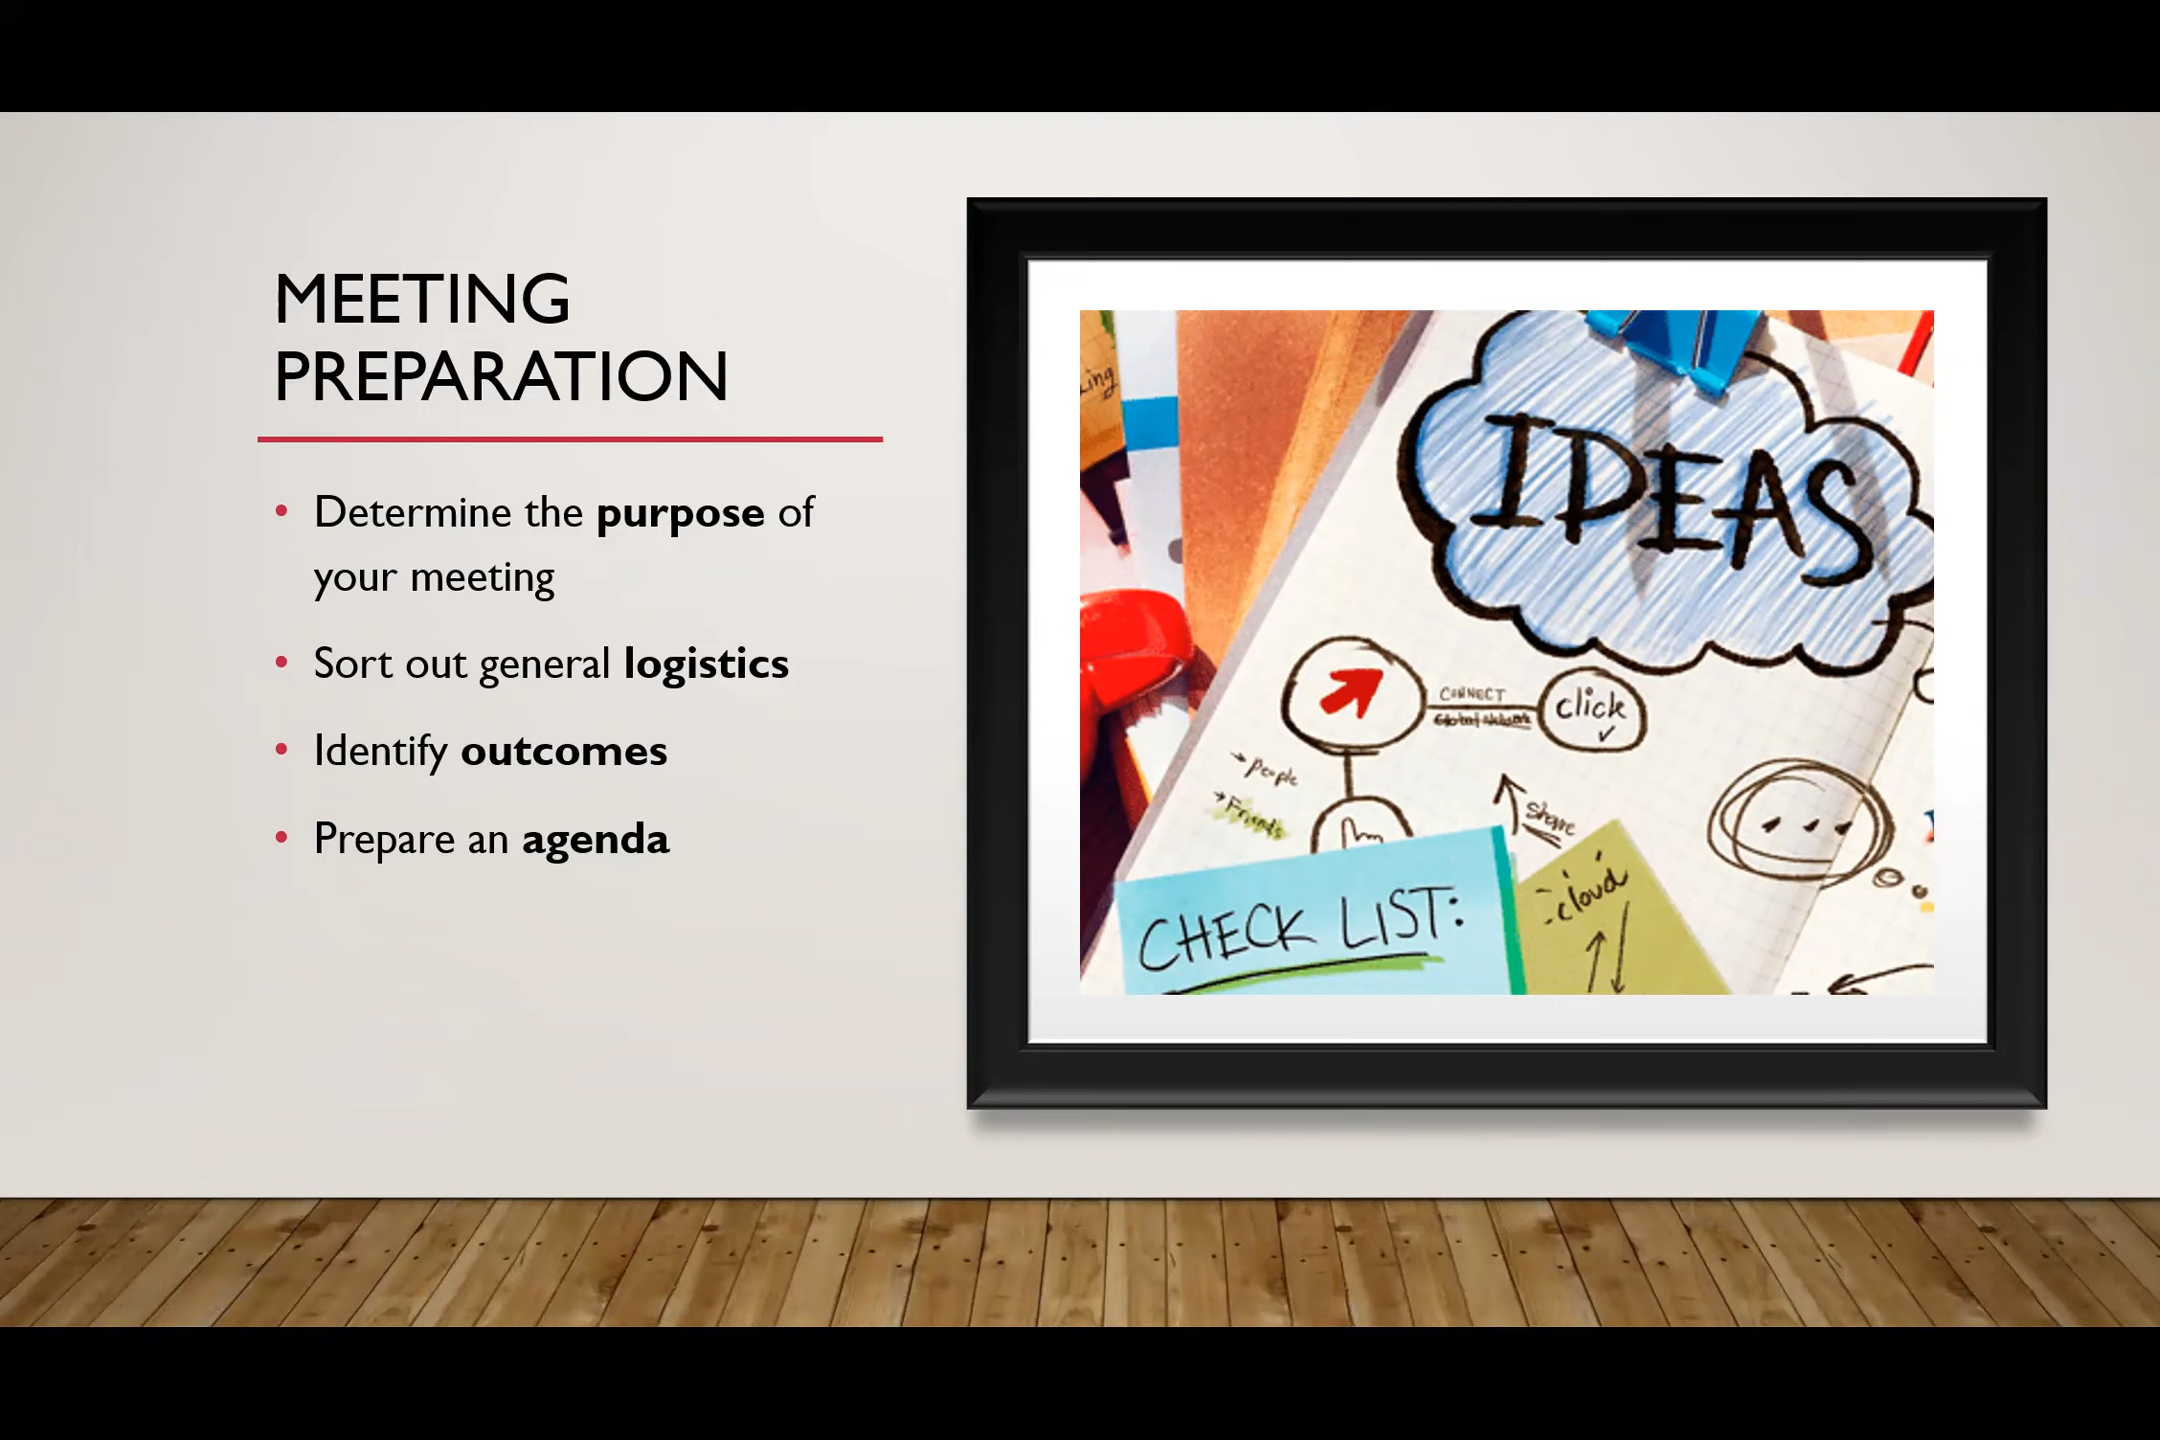 MEETING
PREPARATION
• Determine the purpose of
your meeting
• Sort out general logistics
• Identify outcomes
• Prepare an agenda
IDEAS
CONNECT
click
people
Friends
Share
CHECK LIST:
cloud